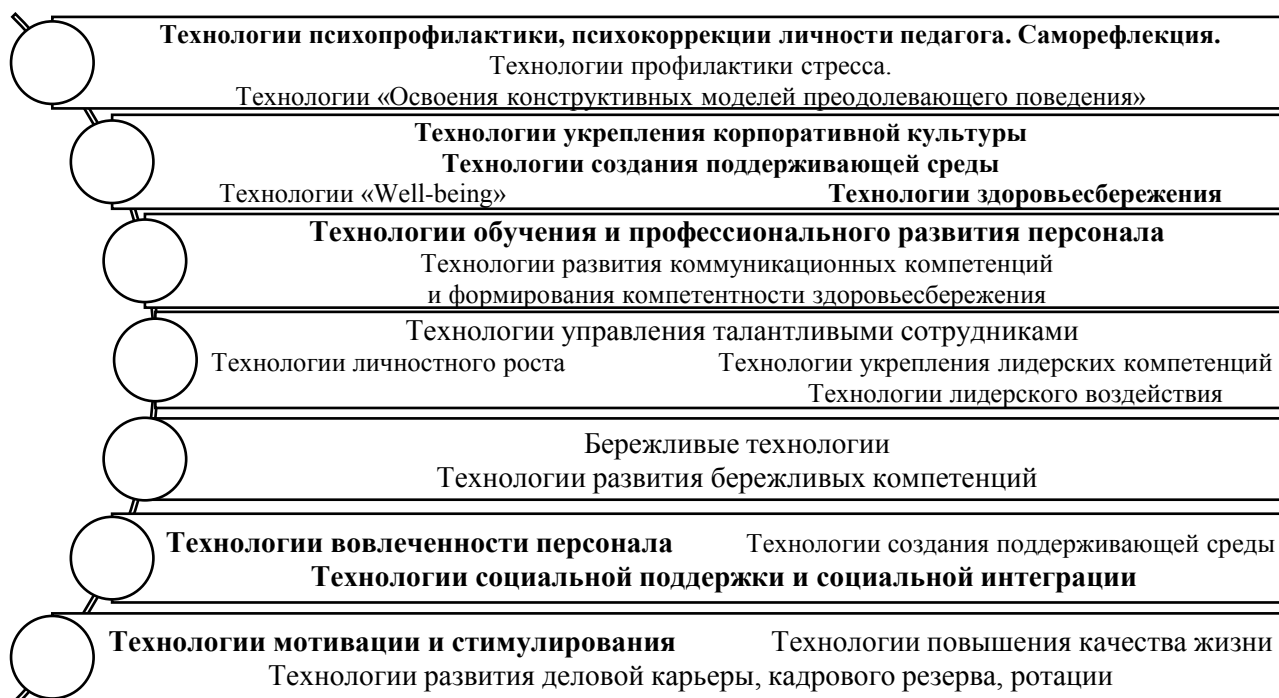 Технологии психопрофилактики, психокоррекции личности педагога. Саморефлекция.
Технологии профилактики стресса.
Технологии «Освоения конструктивных моделей преодолевающего поведения»
Технологии укрепления корпоративной культуры
Технологии создания поддерживающей среды
Технологии «Well-being» Технологии здоровьесбережения
Технологии обучения и профессионального развития персонала
Технологии развития коммуникационных компетенций
и формирования компетентности здоровьесбережения
Технологии управления талантливыми сотрудниками
Технологии личностного роста Технологии укрепления лидерских компетенций
Технологии лидерского воздействия
Бережливые технологии
Технологии развития бережливых компетенций
Технологии вовлеченности персонала Технологии создания поддерживающей среды
Технологии социальной поддержки и социальной интеграции
Технологии мотивации и стимулирования Технологии повышения качества жизни
Технологии развития деловой карьеры, кадрового резерва, ротации